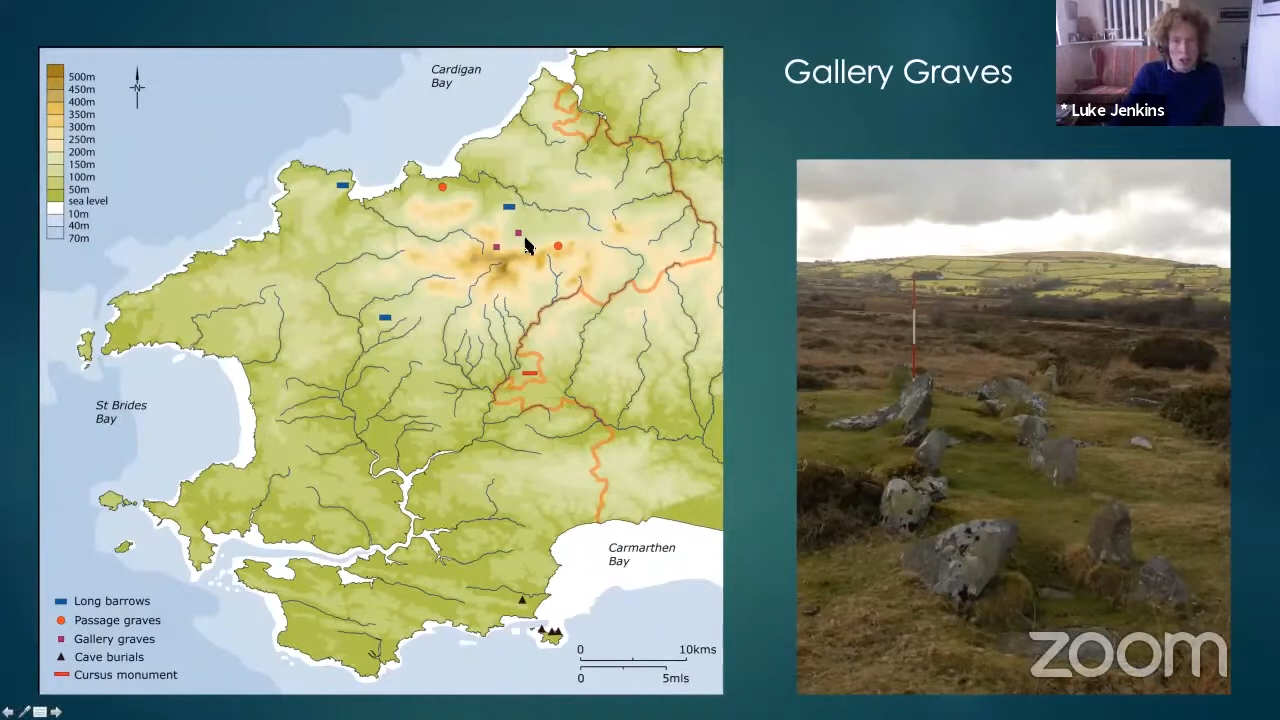 Gallery Graves
* Luke Jenkins
500m
450m
400m
350m
300m
250m
200m
150m
100m
50m
sea level
10m
40m
70m
N
Cardigan
Bay
St Brides
Bay
Carmarthen
Bay
Long barrows
Passage graves
Gallery graves
Cave burials
Cursus monument
0 10kms
0 5mls
zoom